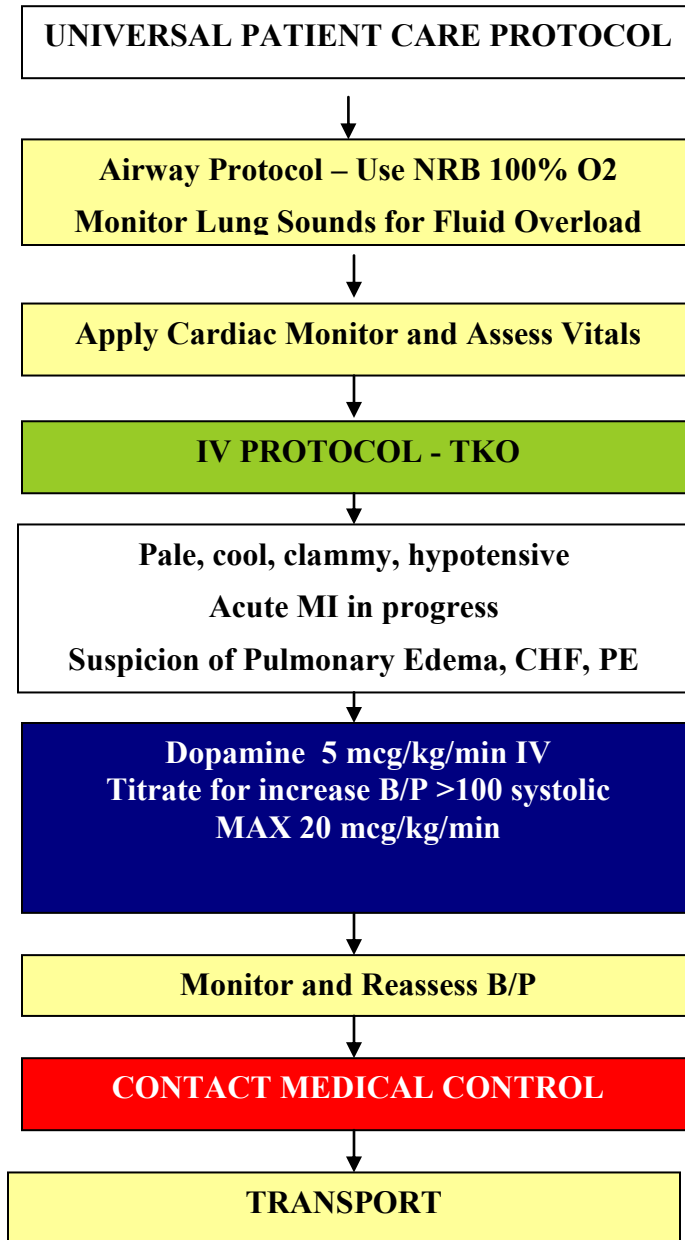 UNIVERSAL PATIENT CARE PROTOCOL
Airway Protocol – Use NRB 100% O2
Monitor Lung Sounds for Fluid Overload
Apply Cardiac Monitor and Assess Vitals
IV PROTOCOL - TKO
Pale, cool, clammy, hypotensive
Acute MI in progress
Suspicion of Pulmonary Edema, CHF, PE
Dopamine 5 mcg/kg/min IV
Titrate for increase B/P >100 systolic
MAX 20 mcg/kg/min
Monitor and Reassess B/P
CONTACT MEDICAL CONTROL
TRANSPORT